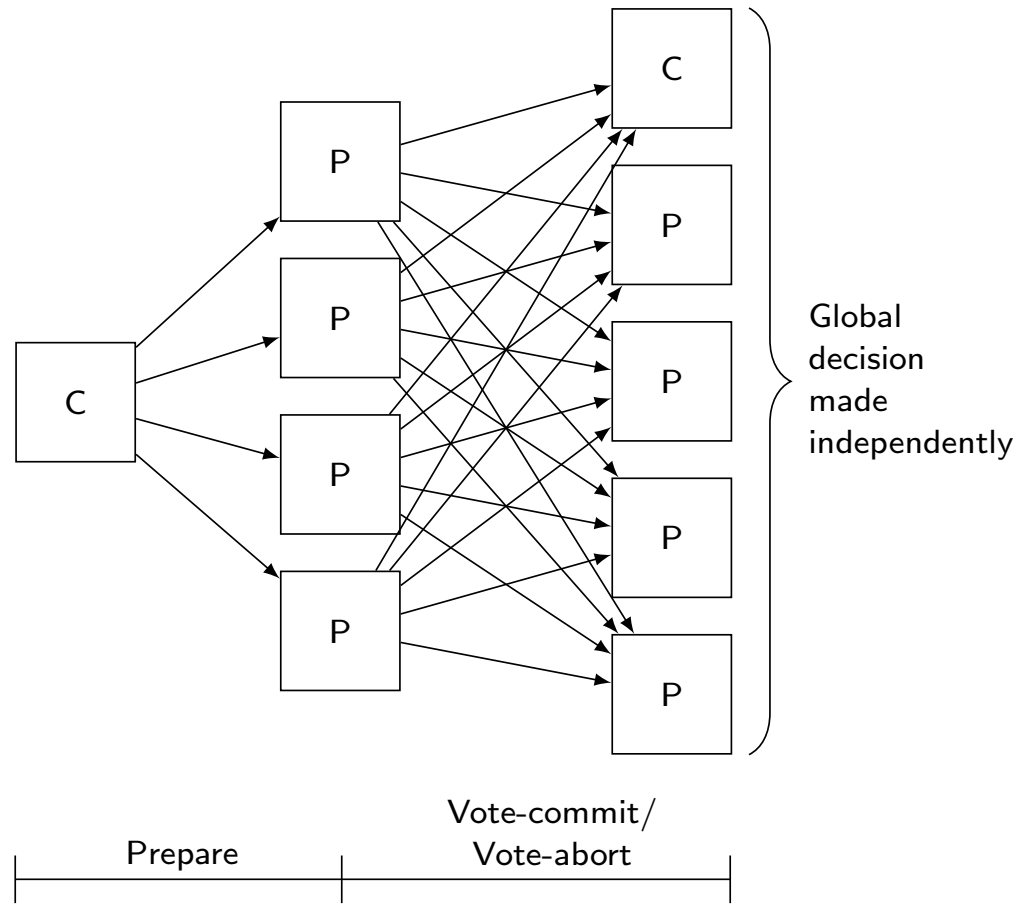 C
P
P
P
P
C
P
P
P
P
Global
decision
made
independently
Prepare
Vote-commit/
Vote-abort